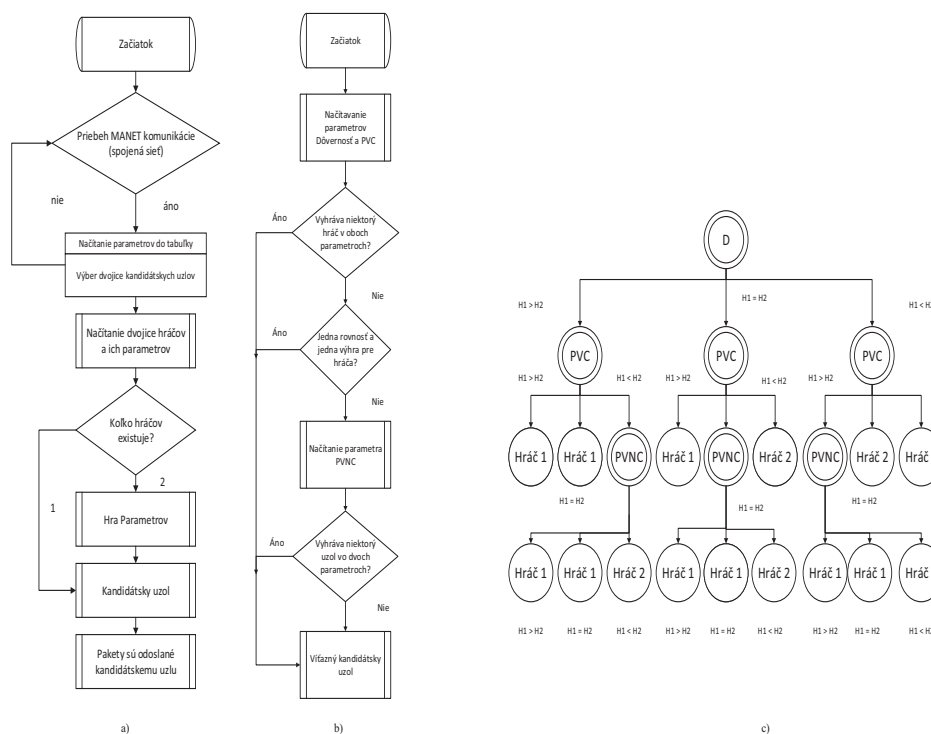 Začiatok
Priebeh MANET komunikácie
(spojená sieť)
nie
áno
Načítanie parametrov do tabuľky
Výber dvojice kandidátskych uzlov
Načítanie dvojice hráčov
a ich parametrov
Koľko hráčov
existuje?
1
2
Hra Parametrov
Kandidátsky uzol
Pakety sú odoslané
kandidátskemu uzlu
a)
Začiatok
Načítavanie
parametrov
Dôvernosť a PVC
Áno
Vyhráva niektorý
hráč v oboch
parametroch?
Nie
Áno
Jedna rovnosť a
jedna výhra pre
hráča?
Nie
Načítanie parametra
PVNC
Áno
Vyhráva niektorý
uzol vo dvoch
parametroch?
Nie
Víťazný kandidátsky
uzol
b)
D
H1 > H2
H1 = H2
H1 < H
PVC
PVC
PVC
H1 > H2
H1 < H2
H1 > H2
H1 < H2
H1 > H2
Hráč 1
Hráč 1
PVNC
Hráč 1
PVNC
Hráč 2
PVNC
Hráč 2
Hráč
H1 = H2
H1 = H2
H1 = H2
Hráč 1
Hráč 1
Hráč 2
Hráč 1
Hráč 1
Hráč 2
Hráč 1
Hráč 1
Hráč
H1 > H2
H1 = H2
H1 < H2
H1 > H2
H1 = H2
H1 < H2
H1 > H2
H1 = H2
H1 < H
c)